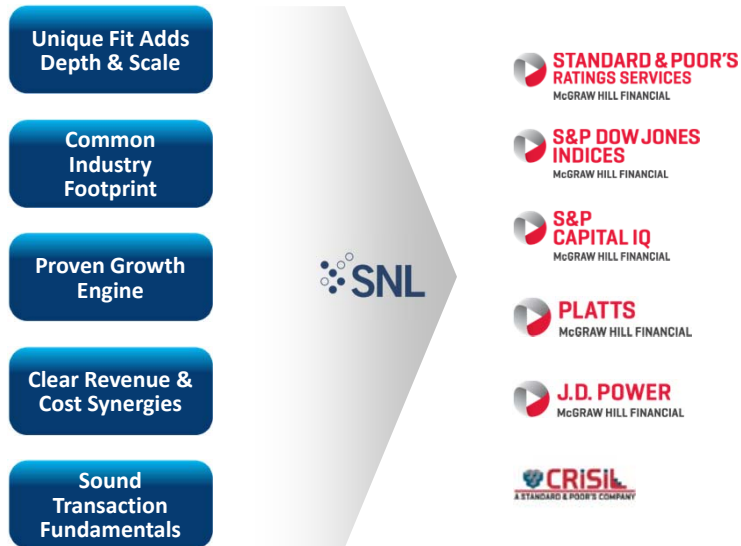 Unique Fit Adds
Depth & Scale
Common
Industry
Footprint
Proven Growth
Engine
Clear Revenue &
Cost Synergies
Sound
Transaction
Fundamentals
SNL
STANDARD & POOR'S
RATINGS SERVICES
McGRAW HILL FINANCIAL
S&P DOW JONES
INDICES
McGRAW HILL FINANCIAL
S&P
CAPITAL IQ
McGRAW HILL FINANCIAL
PLATTS
McGRAW HILL FINANCIAL
J.D. POWER
McGRAW HILL FINANCIAL
CRiSiL
A STANDARD & POOR'S COMPANY